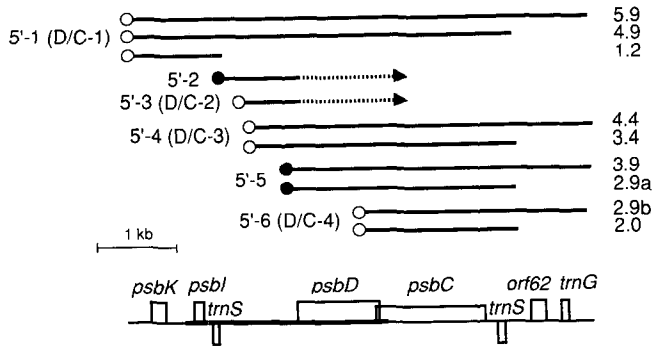 5.9
5'-1 (D/C-1) 4.9
1.2
5'-2
5'-3 (D/C-2)
4.4
5'-4 (D/C-3) 3.4
3.9
5'-5 2.9a
2.9b
5'-6 (D/C-4) 2.0
1 kb
psbK psbI psbD psbC orf62 trnG
trnS trnS